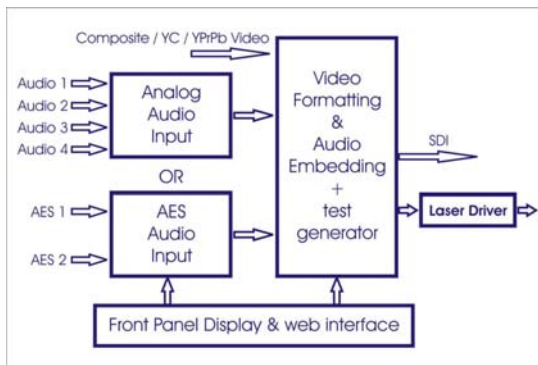 Composite / YC / YPrPb Video
Audio 1
Audio 2
Audio 3
Audio 4
Analog
Audio
Input
OR
AES 1
AES 2
AES
Audio
Input
Video
Formatting
&
Audio
Embedding
+
test
generator
SDI
Laser Driver
Front Panel Display & web interface